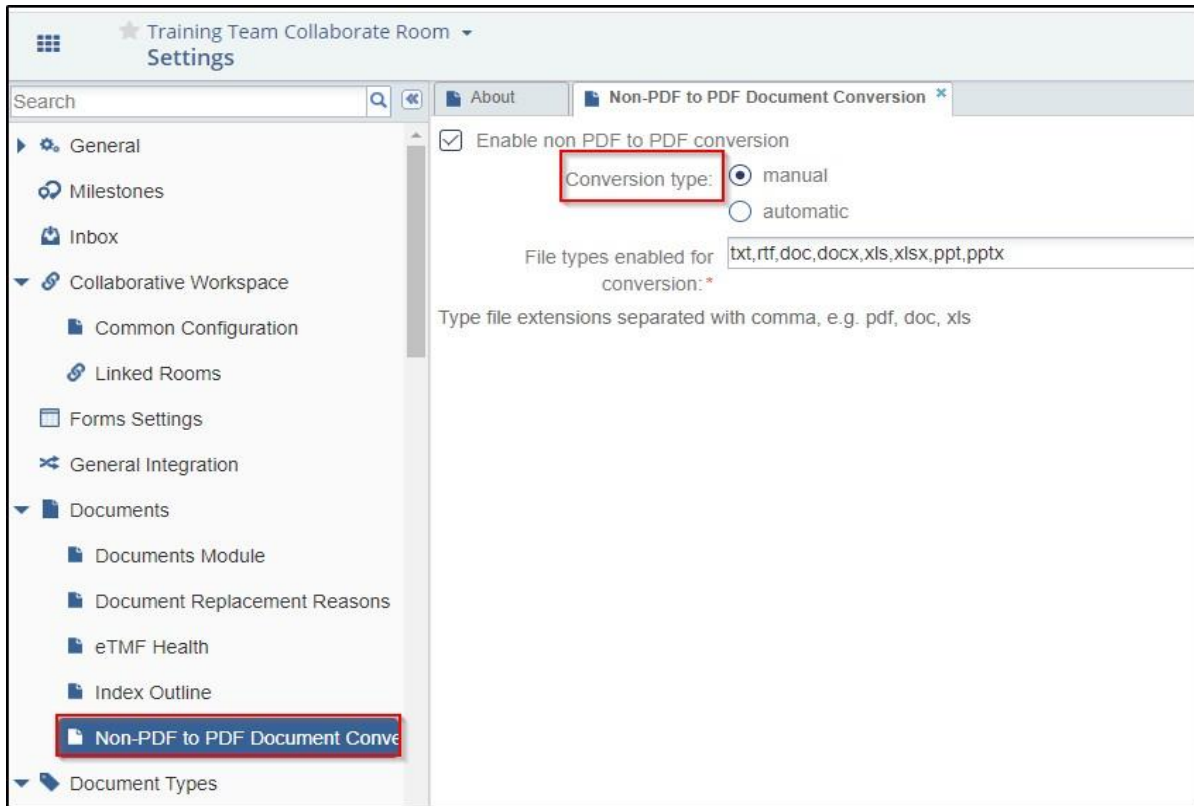 Training Team Collaborate Room
Settings
Search
General
Milestones
Inbox
Collaborative Workspace
Common Configuration
Linked Rooms
Forms Settings
General Integration
Documents
Documents Module
Document Replacement Reasons
eTMF Health
Index Outline
Non-PDF to PDF Document Conve
Document Types
About
Non-PDF to PDF Document Conversion
Enable non PDF to PDF conversion
Conversion type:
manual
automatic
File types enabled for
conversion:*
txt,rtf,doc,docx,xls,xlsx,ppt,pptx
Type file extensions separated with comma, e.g. pdf, doc, xls